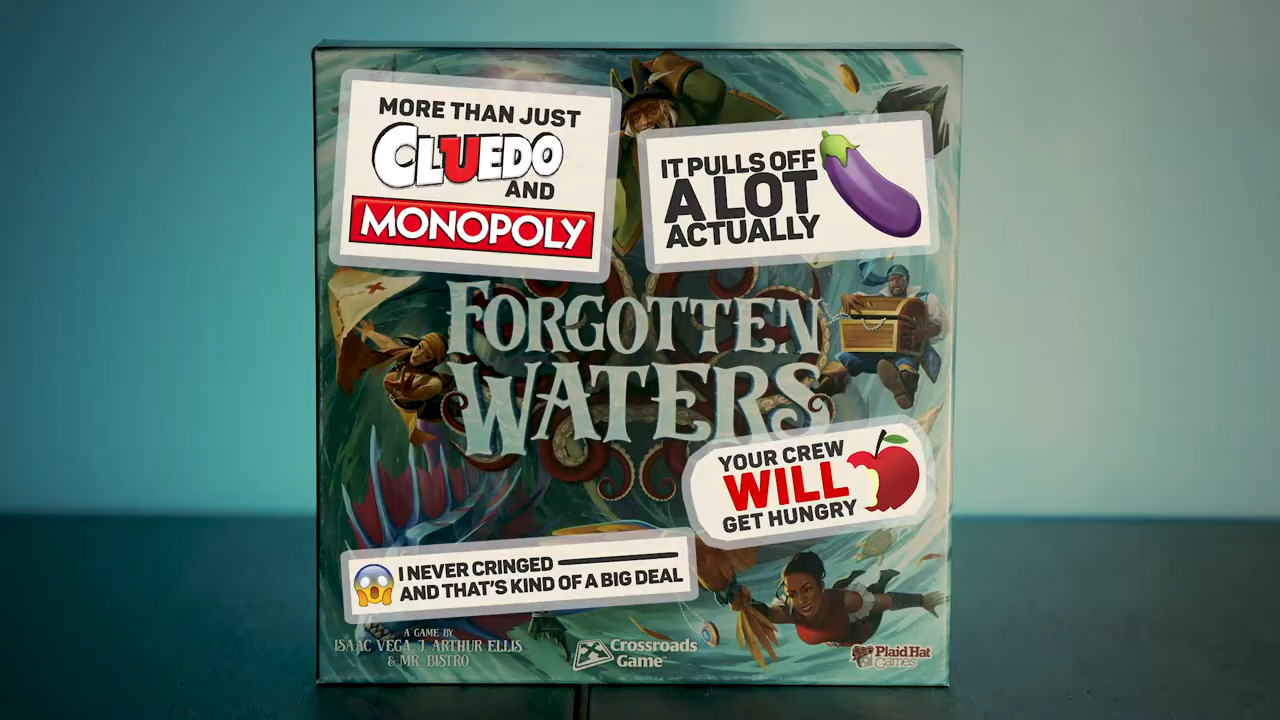 MORE THAN JUST
CLUEDO
AND
MONOPOLY
IT PULLS OFF
A LOT
ACTUALLY
FORGOTTEN
WATERS
YOUR CREW
WILL
GET HUNGRY
I NEVER CRINGED
AND THAT'S KIND OF A BIG DEAL
A GAME BY
ISAAC VEGA, J. ARTHUR ELLIS
& MR. BISTRO
Crossroads
Game™
Plaid Hat
Games